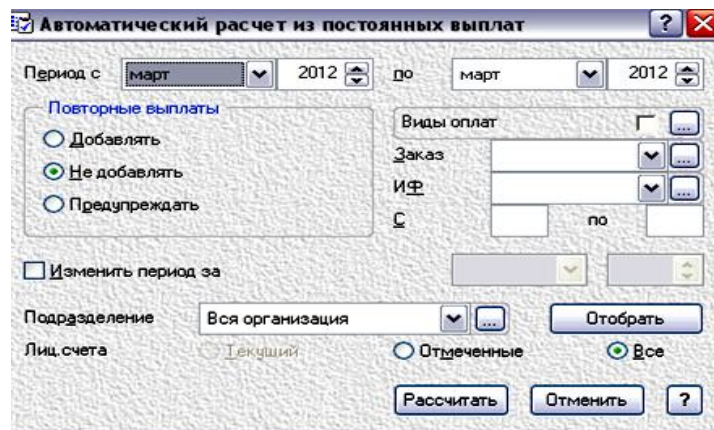 Автоматический расчет из постоянных выплат ?
Период с март 2012 по март 2012
Повторные выплаты
Добавлять
Не добавлять
Предупреждать
Виды оплат ...
Заказ ...
ИФ ...
С по
Изменить период за
Подразделение Вся организация ... Отобрать
Лиц.счета Текущий Отмеченные Все
Рассчитать Отменить ?